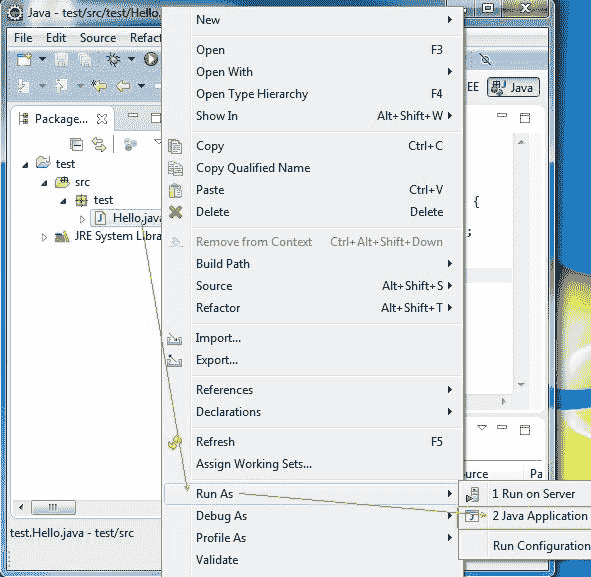 Java - test/src/test/Hello.
File Edit Source Refactor
EE Java
Package...
test
src
test
Hello.java
JRE System Libra
New
Open F3
Open With
Open Type Hierarchy F4
Show In Alt+Shift+W
Copy Ctrl+C
Copy Qualified Name
Paste Ctrl+V
Delete Delete
Remove from Context Ctrl+Alt+Shift+Down
Build Path
Source Alt+Shift+S
Refactor Alt+Shift+T
Import...
Export...
References
Declarations
Refresh F5
Assign Working Sets...
Run As
Debug As
Profile As
Validate
{
;
ource Pa
1 Run on Server
2 Java Application
Run Configuration
test.Hello.java - test/src